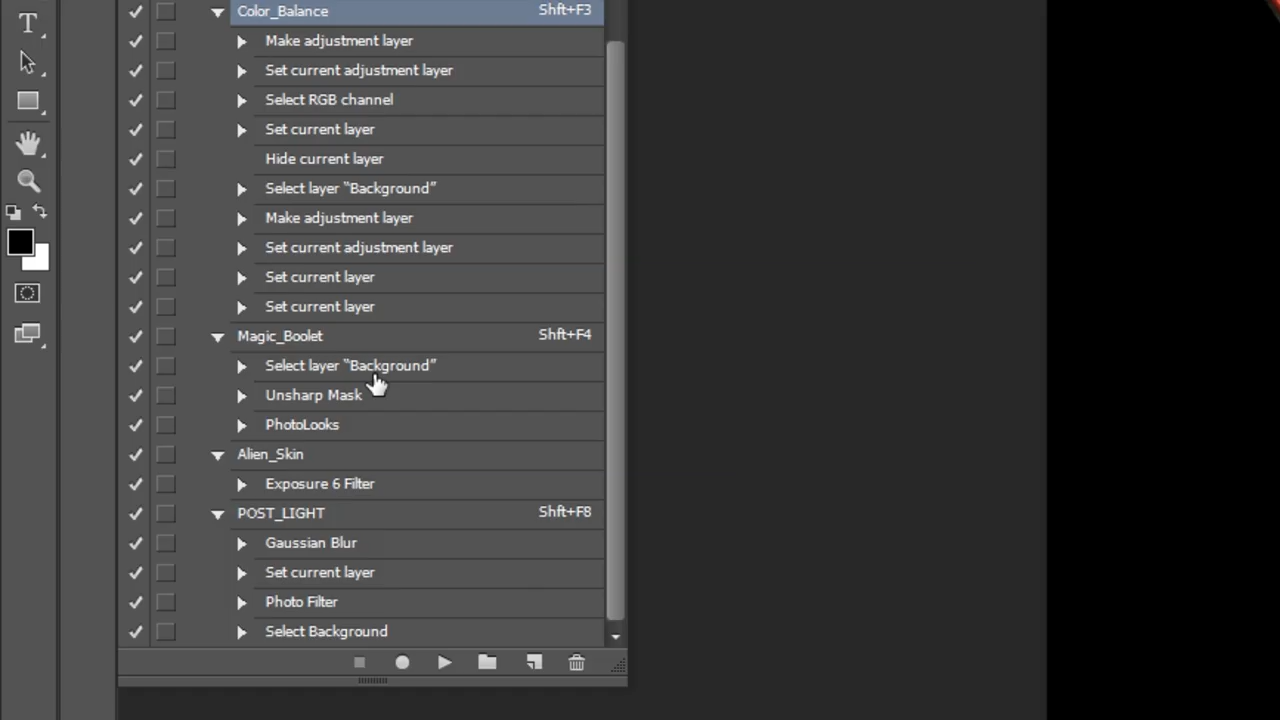 T
Color_Balance Shft+F3
Make adjustment layer
Set current adjustment layer
Select RGB channel
Set current layer
Hide current layer
Select layer "Background"
Make adjustment layer
Set current adjustment layer
Set current layer
Set current layer
Magic_Boolet Shft+F4
Select layer "Background"
Unsharp Mask
PhotoLooks
Alien_Skin
Exposure 6 Filter
POST_LIGHT Shft+F8
Gaussian Blur
Set current layer
Photo Filter
Select Background